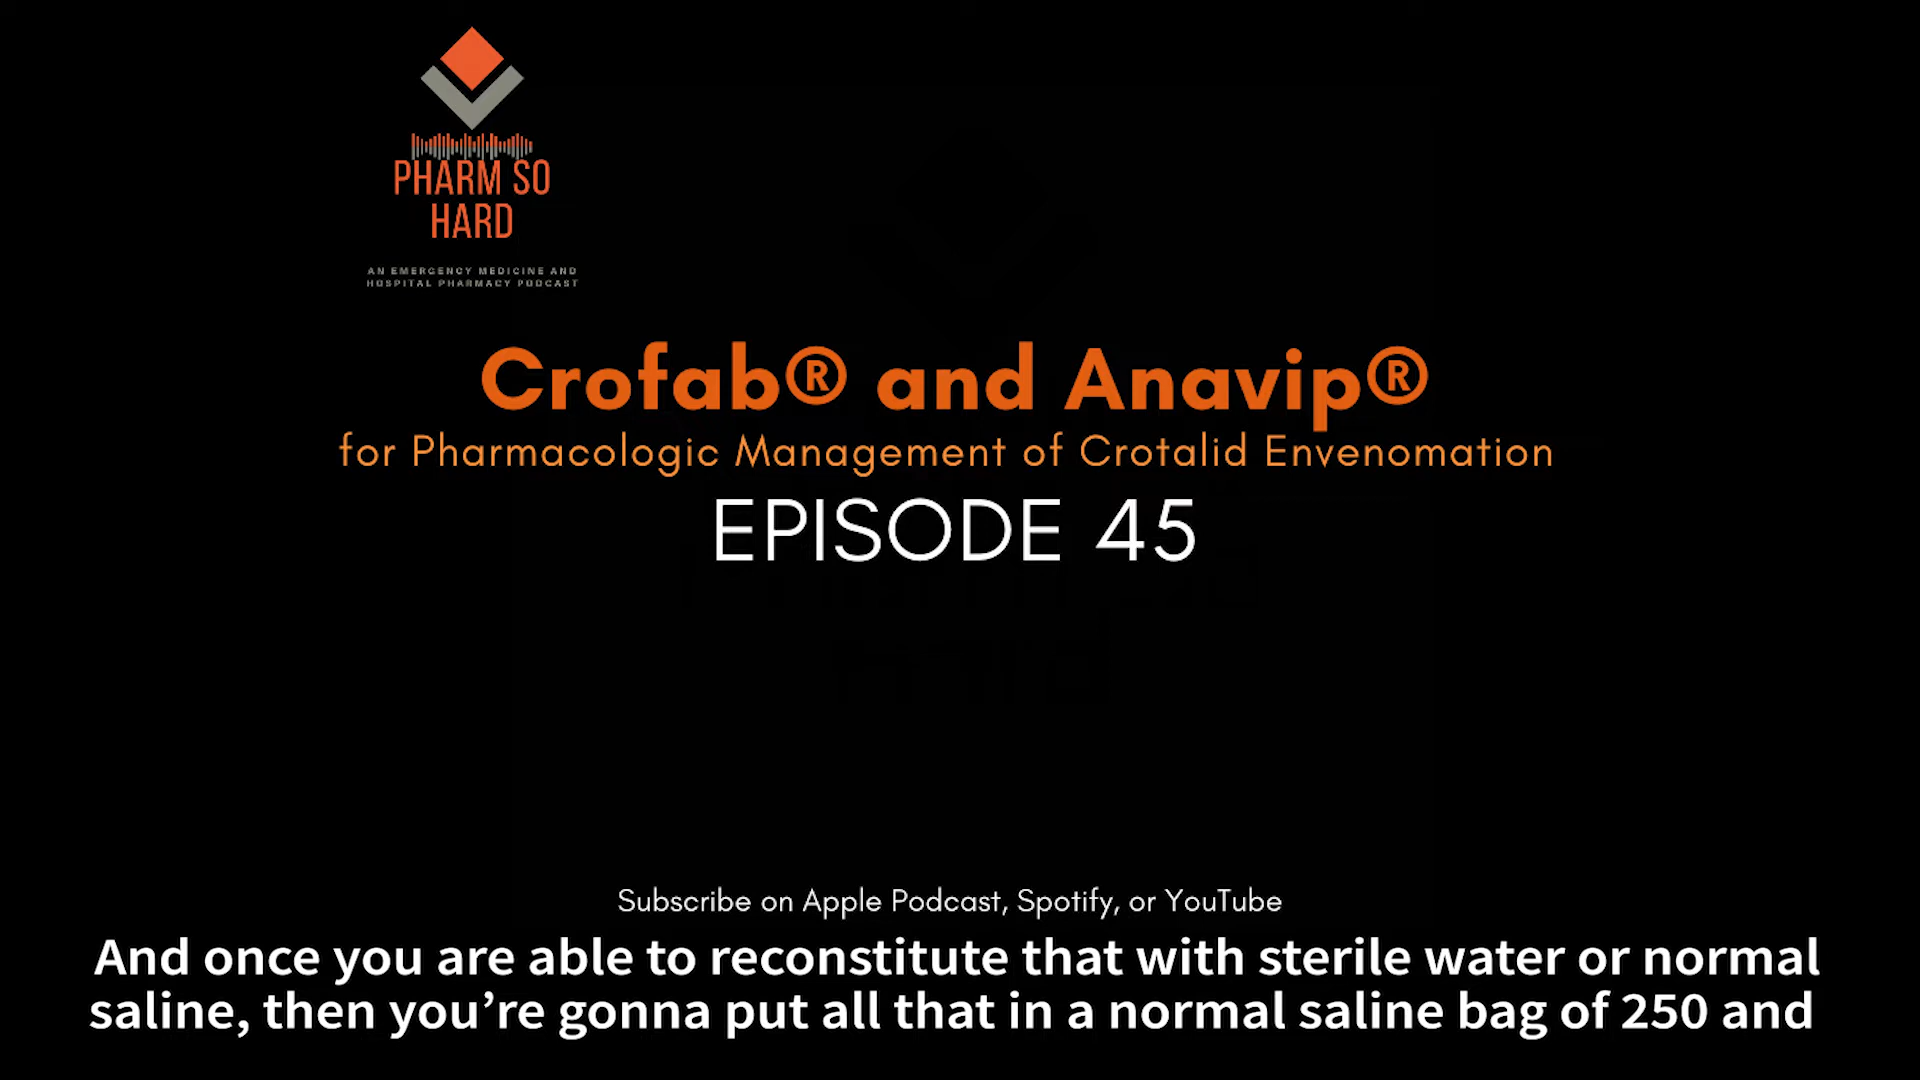 PHARM SO
HARD
AN EMERGENCY MEDICINE AND
HOSPITAL PHARMACY PODCAST
Crofab® and Anavip®
for Pharmacologic Management of Crotalid Envenomation
EPISODE 45
Subscribe on Apple Podcast, Spotify, or YouTube
And once you are able to reconstitute that with sterile water or normal
saline, then you’re gonna put all that in a normal saline bag of 250 and